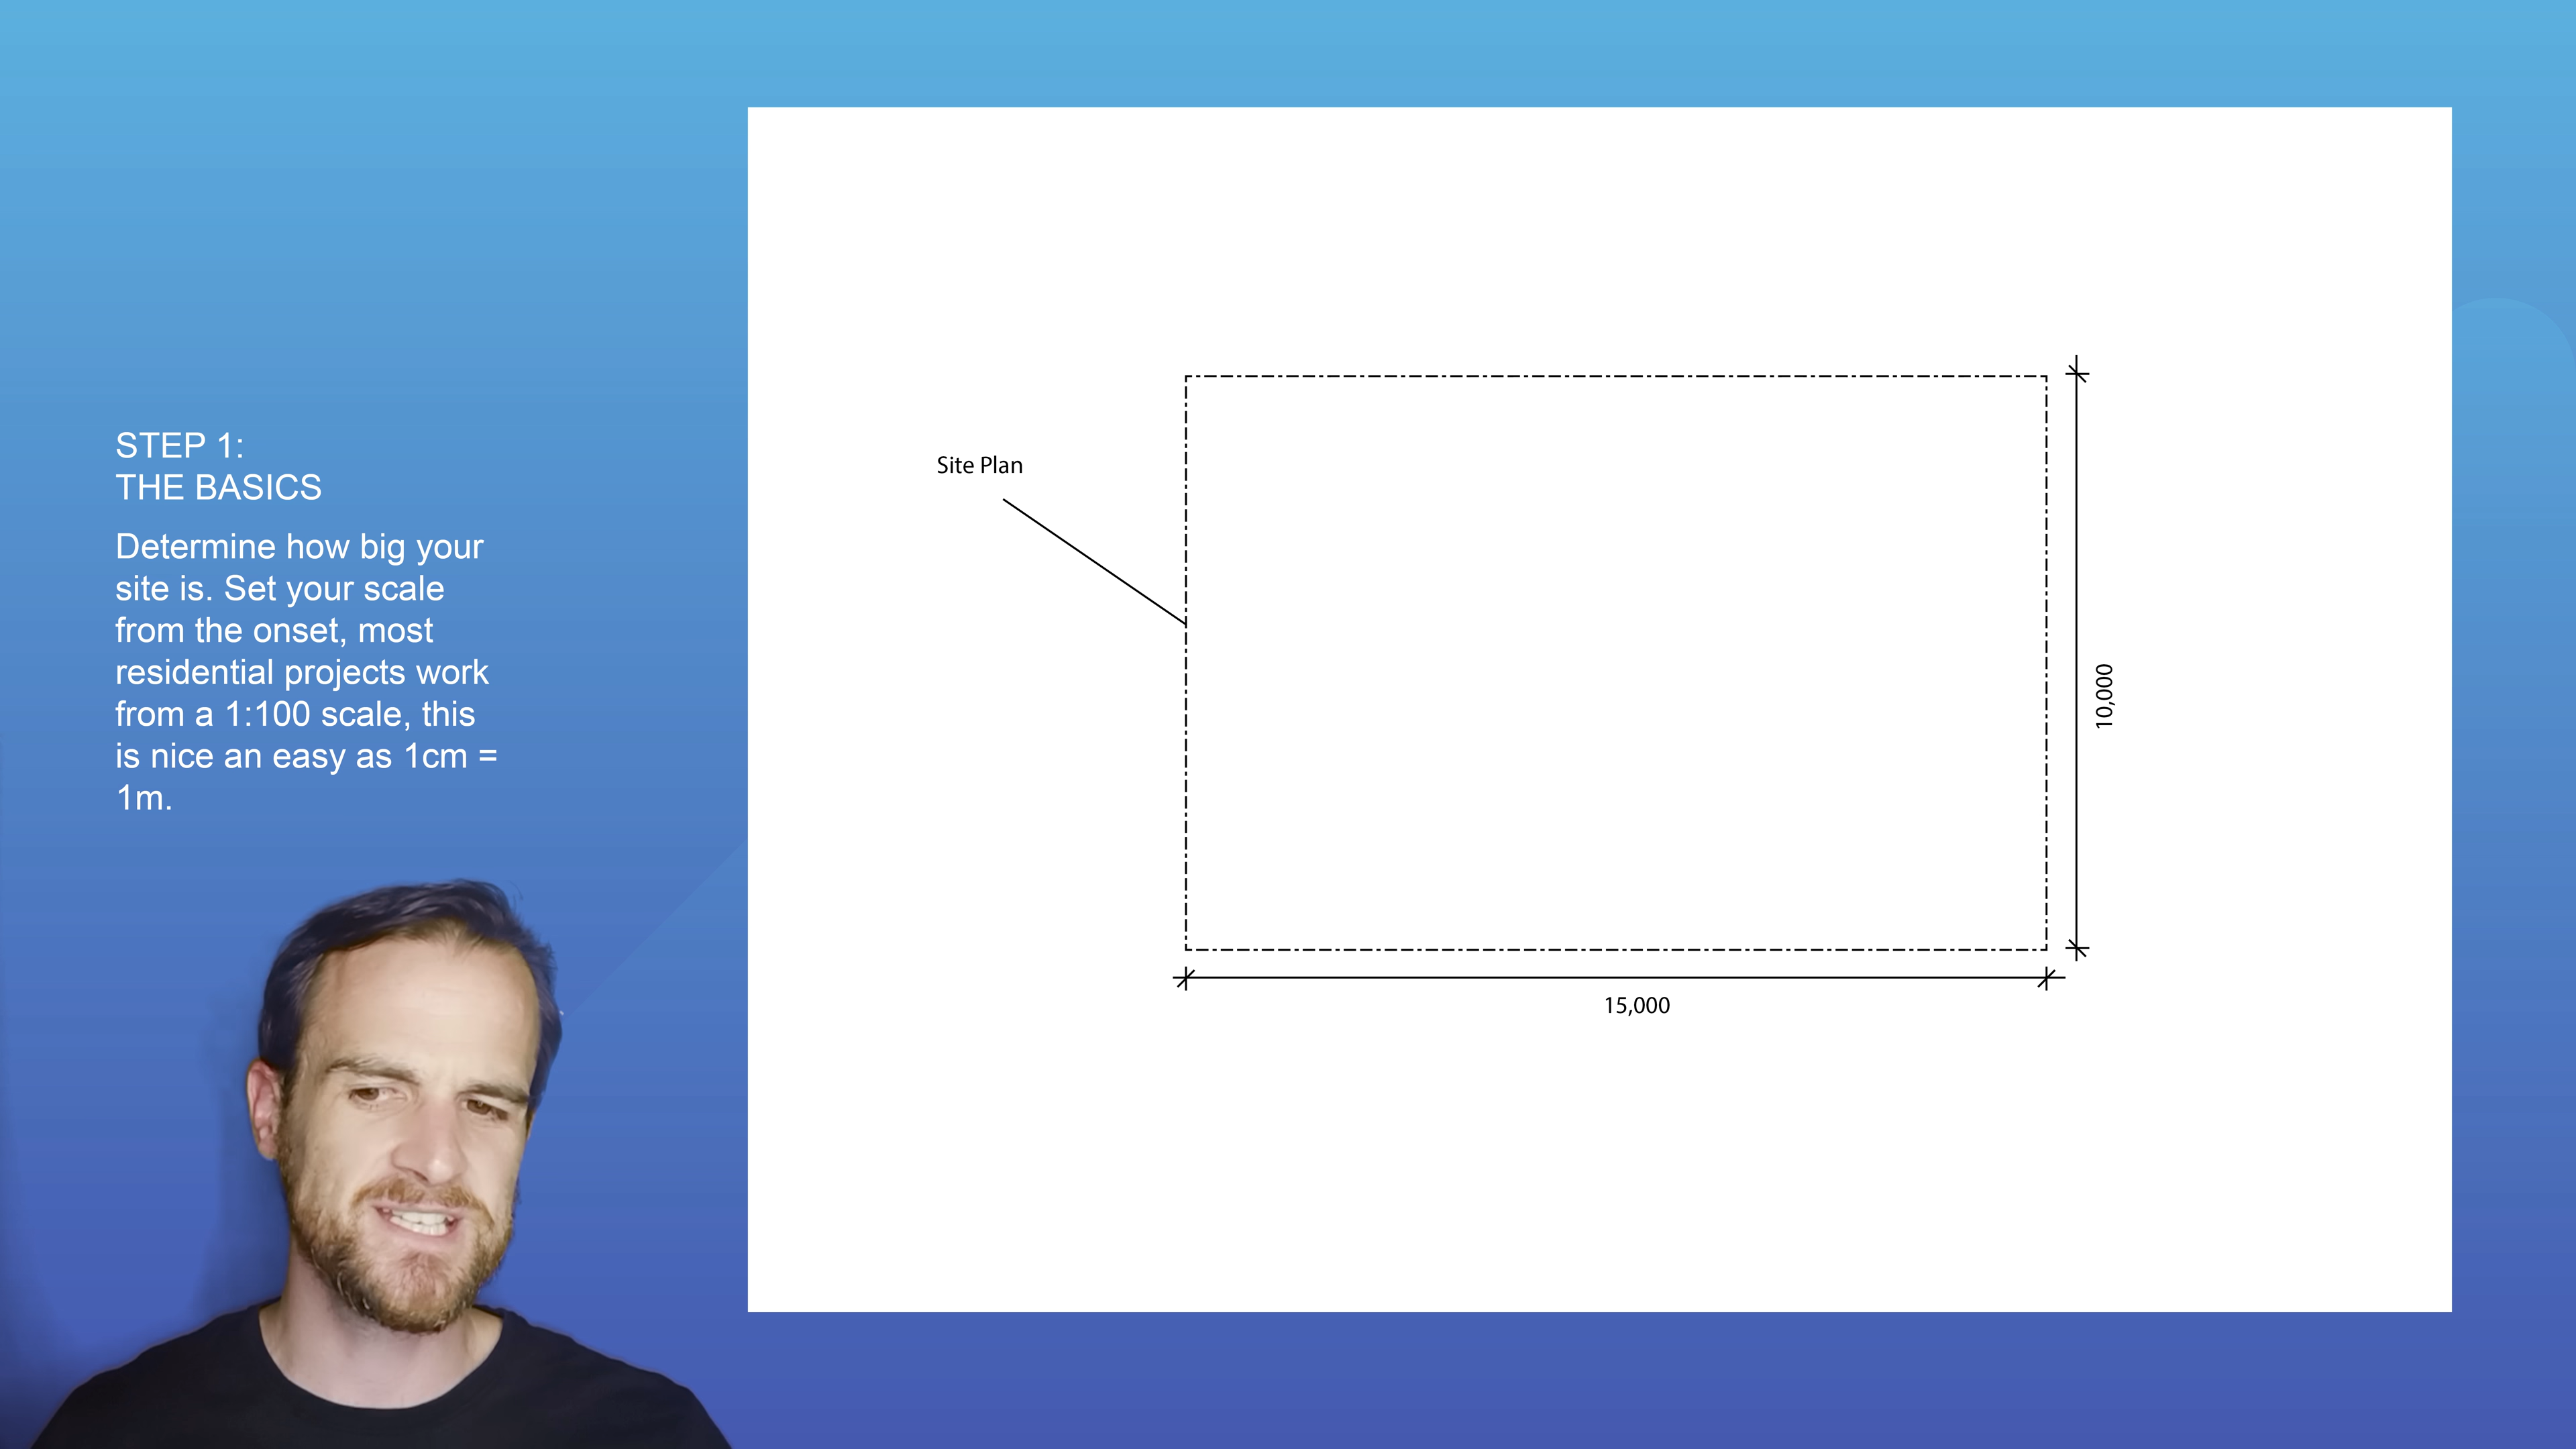 STEP 1:
THE BASICS
Determine how big your
site is. Set your scale
from the onset, most
residential projects work
from a 1:100 scale, this
is nice an easy as 1cm =
1m.
Site Plan
10,000
15,000